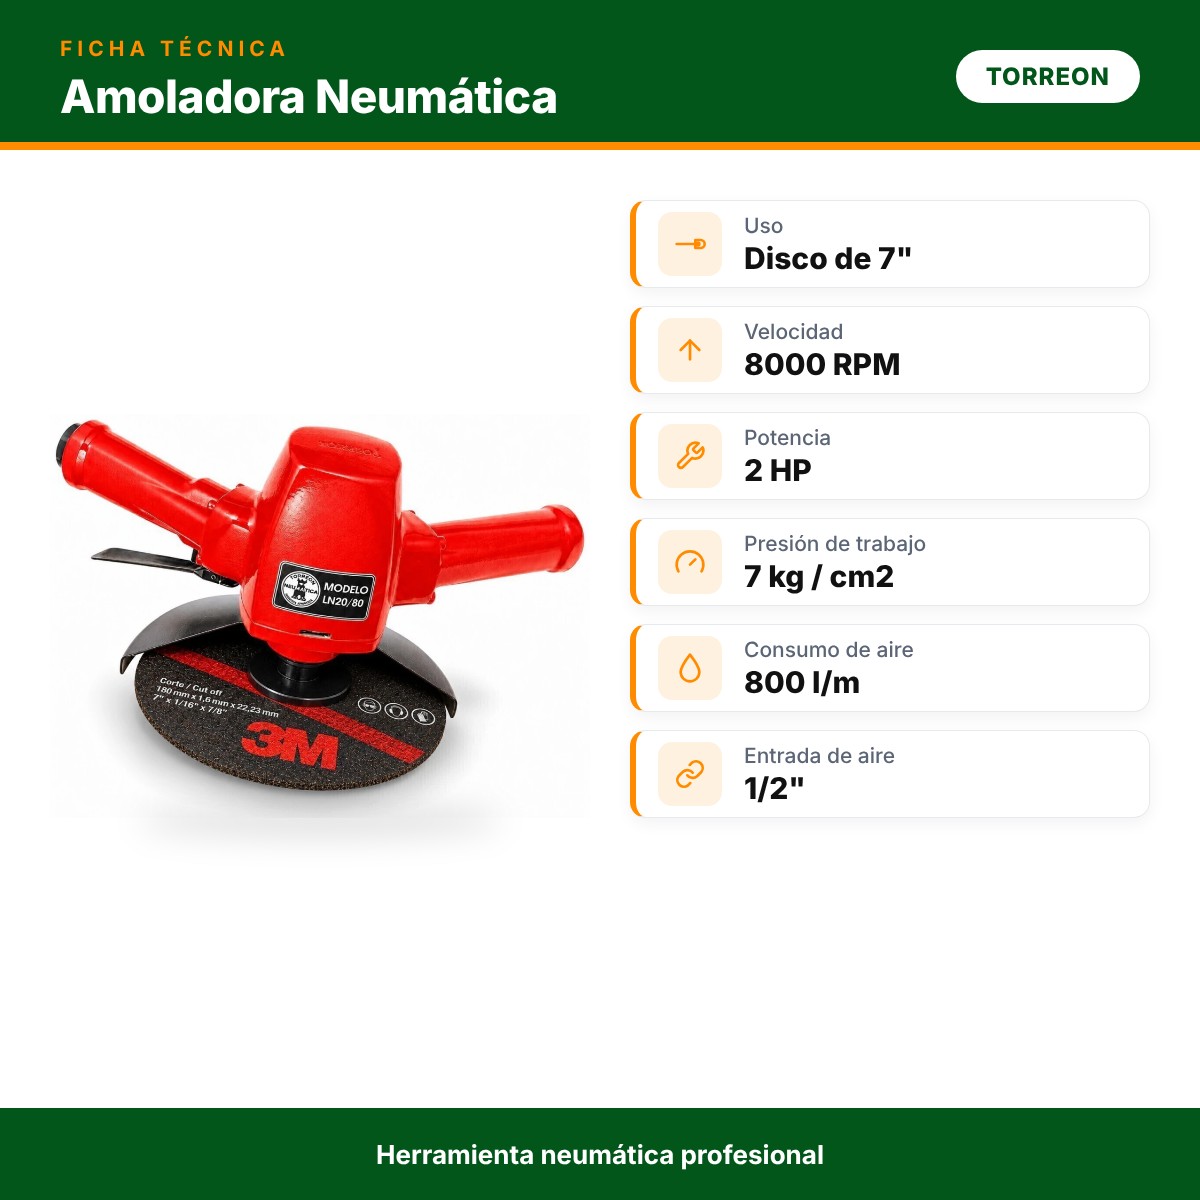 FICHA TÉCNICA
Amoladora Neumática
TORREON
Uso
Disco de 7"
Velocidad
8000 RPM
Potencia
2 HP
Presión de trabajo
7 kg / cm2
Consumo de aire
800 l/m
Entrada de aire
1/2"
TORREON
NEUMATICA
MODELO
LN20/80
Corte / Cut off
180 mm x 1,6 mm x 22,23 mm
7" x 1/16" x 7/8"
3M
Herramienta neumática profesional